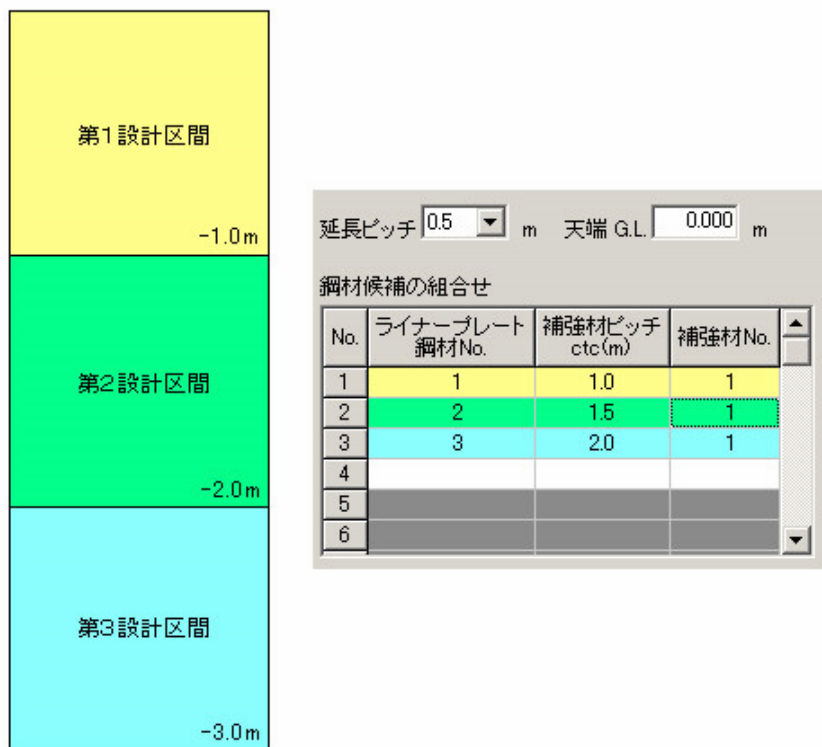 第1設計区間
-1.0m
第2設計区間
-2.0m
第3設計区間
-3.0m
延長ピッチ 0.5 m 天端 G.L. 0.000 m
鋼材候補の組合せ
No. ライナープレート鋼材No. 補強材ピッチctc(m) 補強材No.
1 1 1.0 1
2 2 1.5 1
3 3 2.0 1
4
5
6